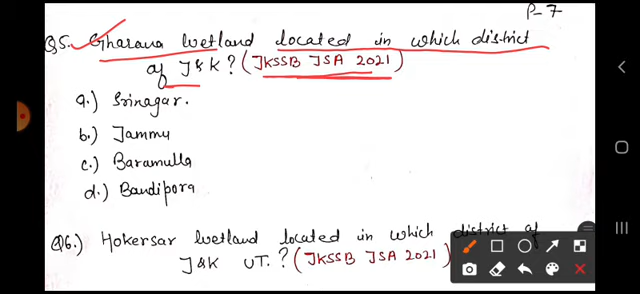 P-7
Q5. Gharana Wetland located in which district
of J&K? (JKSSB JSA 2021)
a.) Srinagar.
b.) Jammu
c.) Baramulla
d.) Bandipora
Q6.) Hokersar Wetland located in which district of
J&K UT.? (JKSSB JSA 2021)